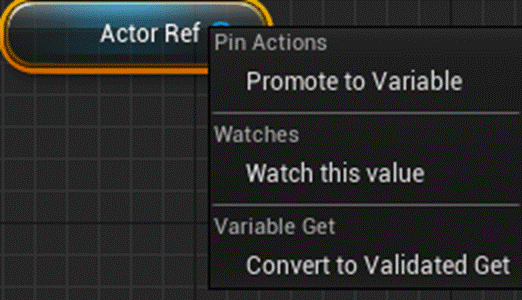 Actor Ref
Pin Actions
Promote to Variable
Watches
Watch this value
Variable Get
Convert to Validated Get